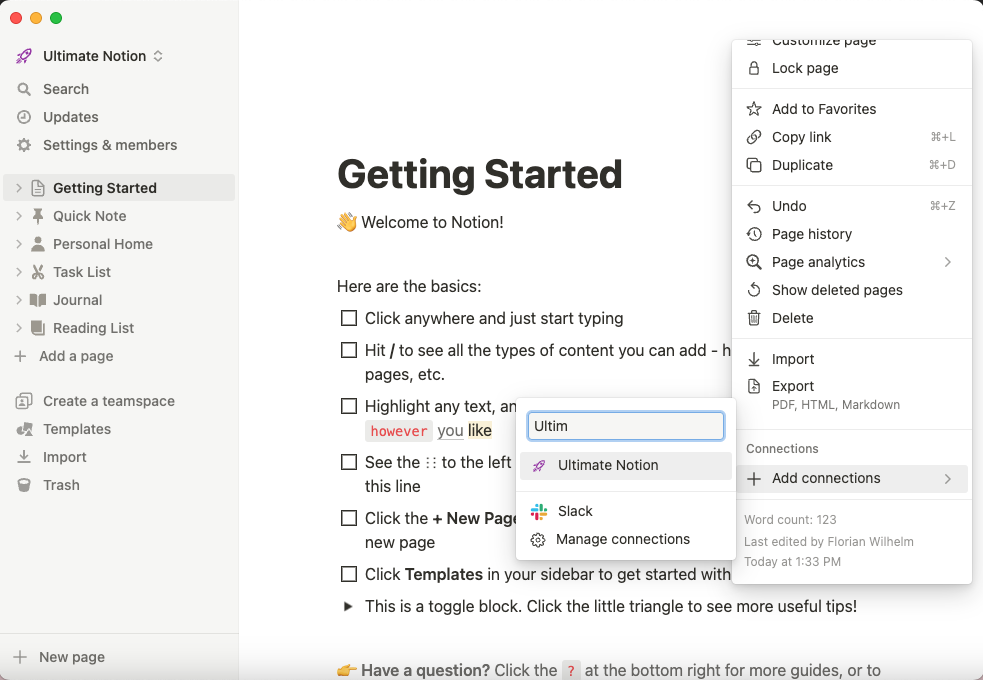 Ultimate Notion
Search
Updates
Settings & members
Getting Started
Quick Note
Personal Home
Task List
Journal
Reading List
Add a page
Create a teamspace
Templates
Import
Trash
New page
Getting Started
👋 Welcome to Notion!
Here are the basics:
Click anywhere and just start typing
Hit / to see all the types of content you can add - h
pages, etc.
Highlight any text, an
however you like
See the ⋮⋮ to the left
this line
Click the + New Page
new page
Click Templates in your sidebar to get started with
This is a toggle block. Click the little triangle to see more useful tips!
👉 Have a question? Click the ? at the bottom right for more guides, or to
Ultim
Ultimate Notion
Slack
Manage connections
Customize page
Lock page
Add to Favorites
Copy link ⌘+L
Duplicate ⌘+D
Undo ⌘+Z
Page history
Page analytics
Show deleted pages
Delete
Import
Export
PDF, HTML, Markdown
Connections
Add connections
Word count: 123
Last edited by Florian Wilhelm
Today at 1:33 PM